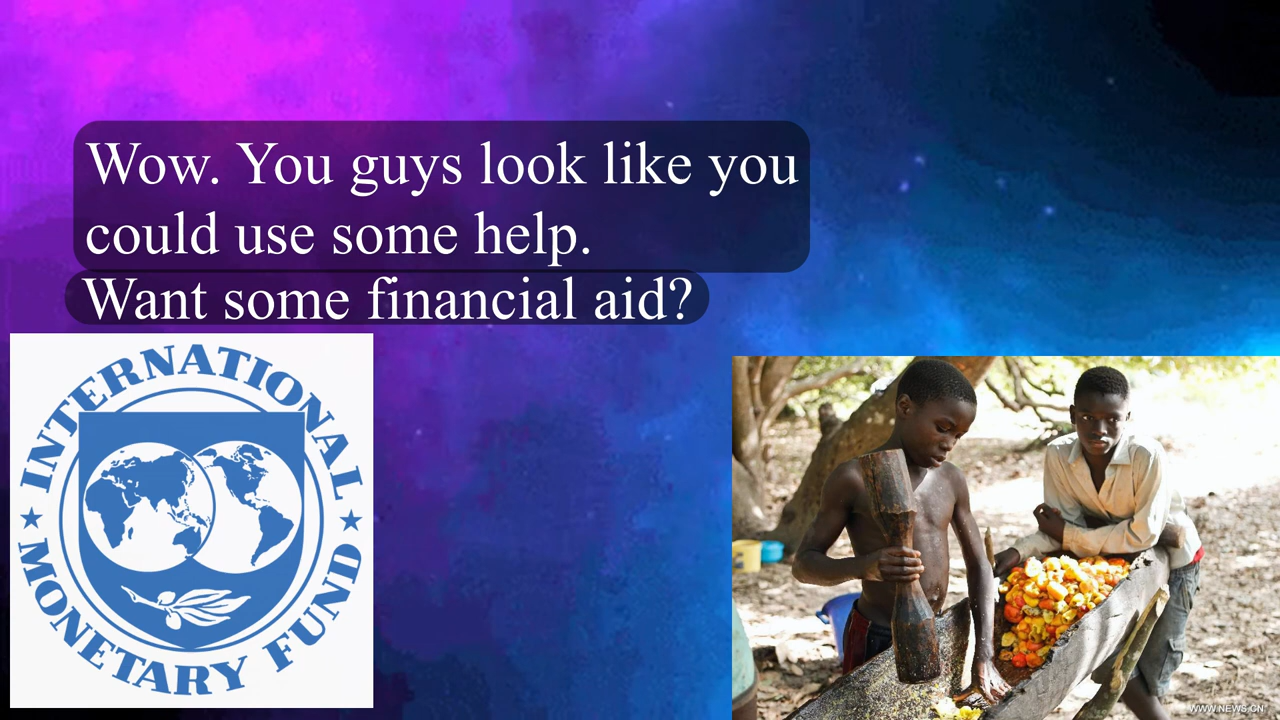 Wow. You guys look like you
could use some help.
Want some financial aid?
INTERNATIONAL
MONETARY FUND
WWW.NEWS.CN